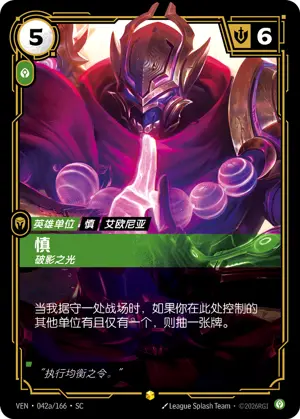 5
6
英雄单位 慎 艾欧尼亚
慎
破影之光
当我据守一处战场时，如果你在此处控制的
其他单位有且仅有一个，则抽一张牌。
“执行均衡之令。”
VEN • 042a/166 • SC
League Splash Team • ©2026RGI